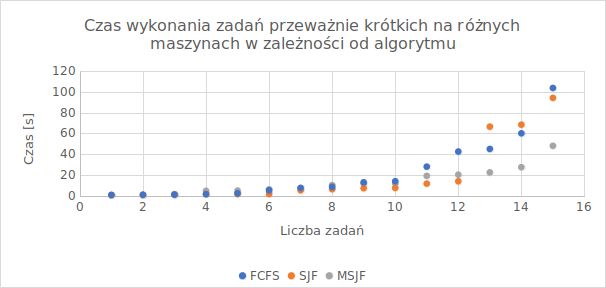 Czas wykonania zadań przeważnie krótkich na różnych
maszynach w zależności od algorytmu
Czas [s]
120
100
80
60
40
20
0
0 2 4 6 8 10 12 14 16
Liczba zadań
FCFS SJF MSJF